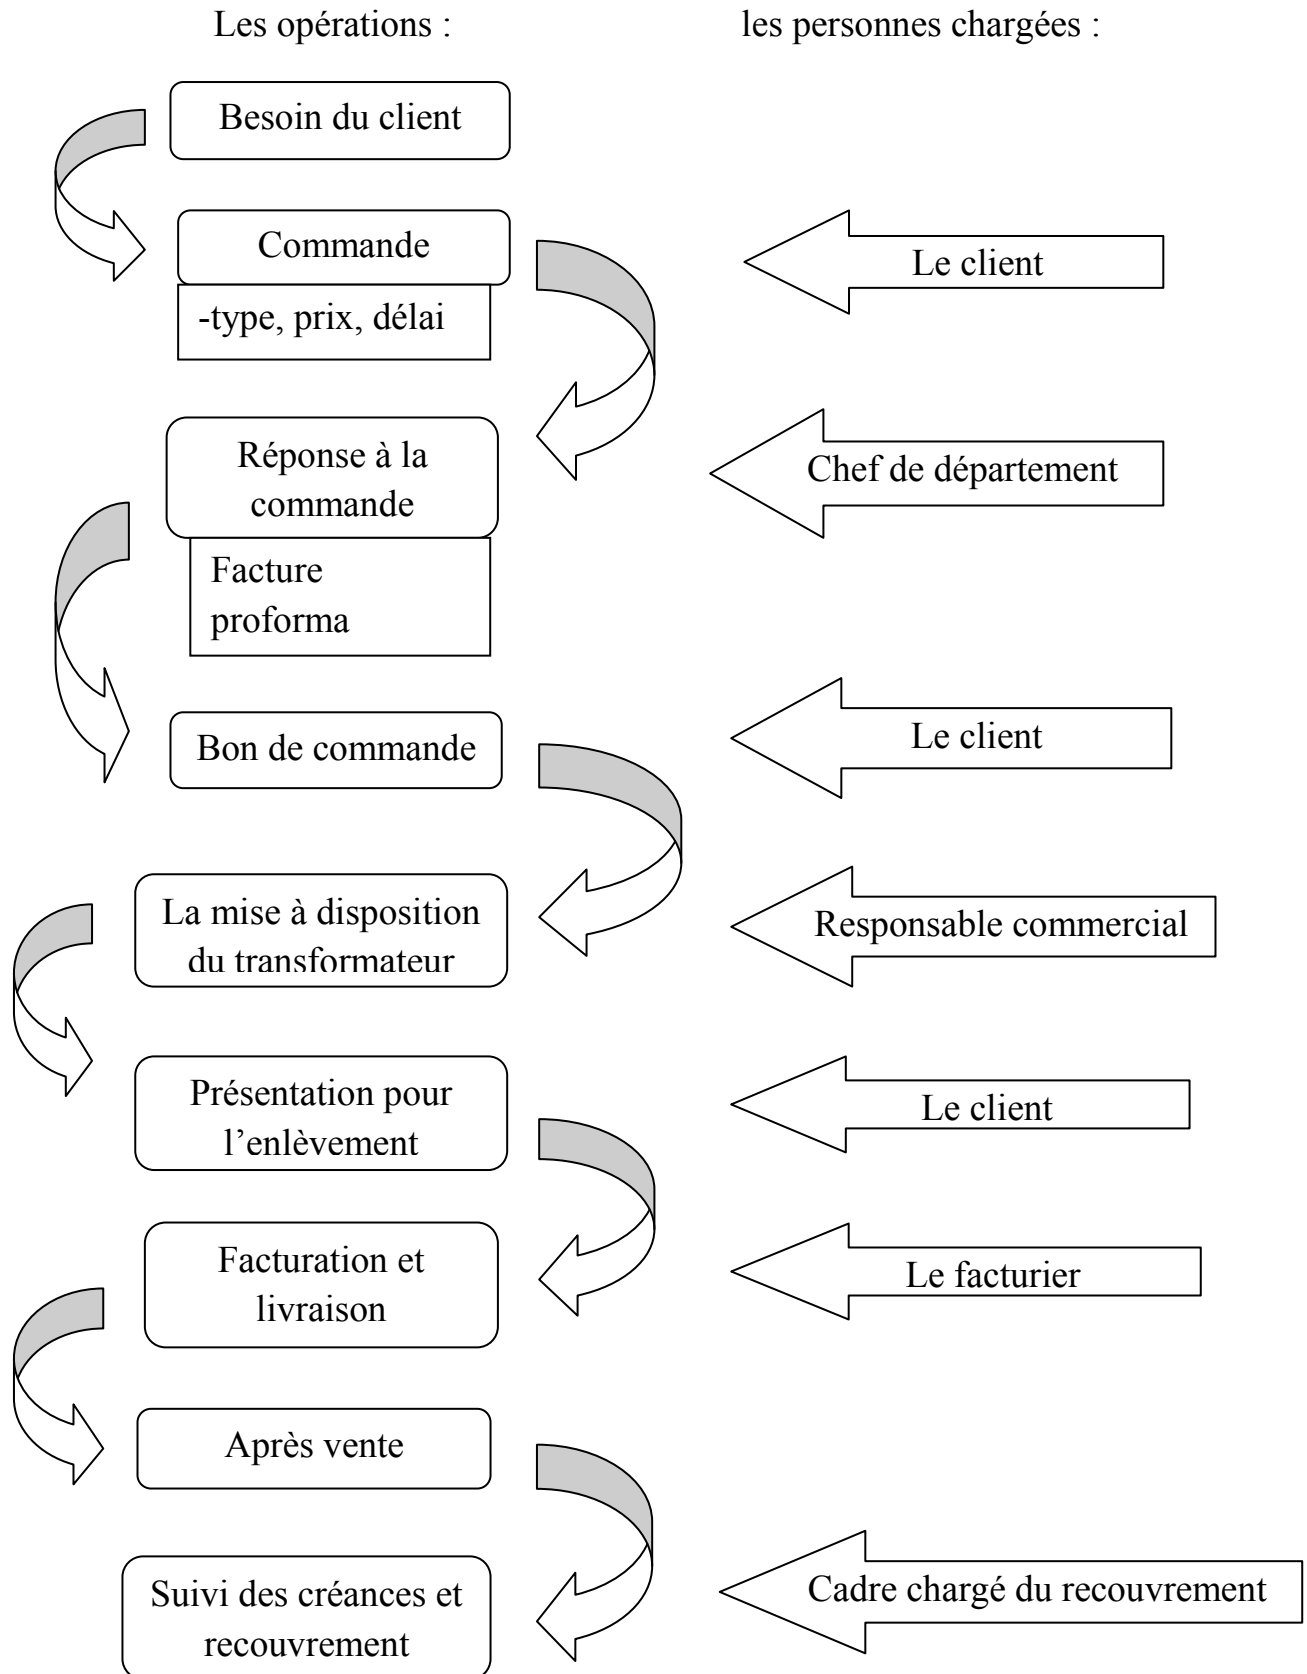 Les opérations :
les personnes chargées :
Besoin du client
Commande
Le client
-type, prix, délai
Réponse à la
commande
Chef de département
Facture
proforma
Bon de commande
Le client
La mise à disposition
du transformateur
Responsable commercial
Présentation pour
l’enlèvement
Le client
Facturation et
livraison
Le facturier
Après vente
Suivi des créances et
recouvrement
Cadre chargé du recouvrement